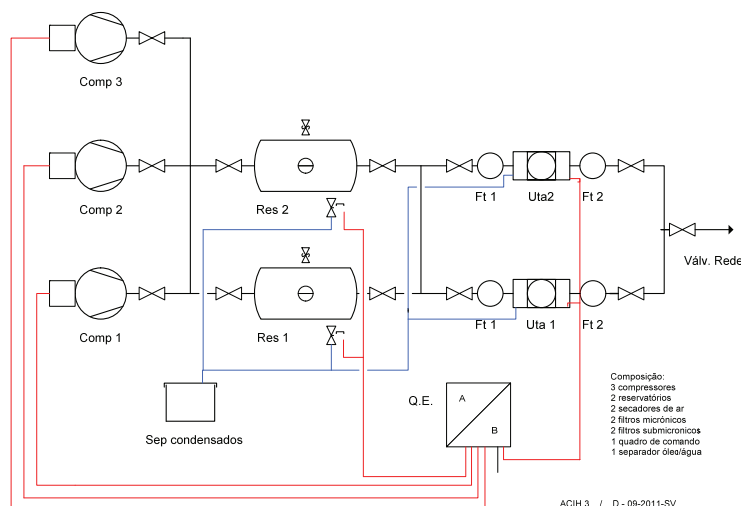 Comp 3
Comp 2
Res 2
Ft 1
Uta2
Ft 2
Válv. Rede
Comp 1
Res 1
Ft 1
Uta 1
Ft 2
Q.E.
A
B
Sep condensados
Composição:
3 compressores
2 reservatórios
2 secadores de ar
2 filtros micrónicos
2 filtros submicronicos
1 quadro de comando
1 separador óleo/água
ACIH 3 / D - 09-2011-SV